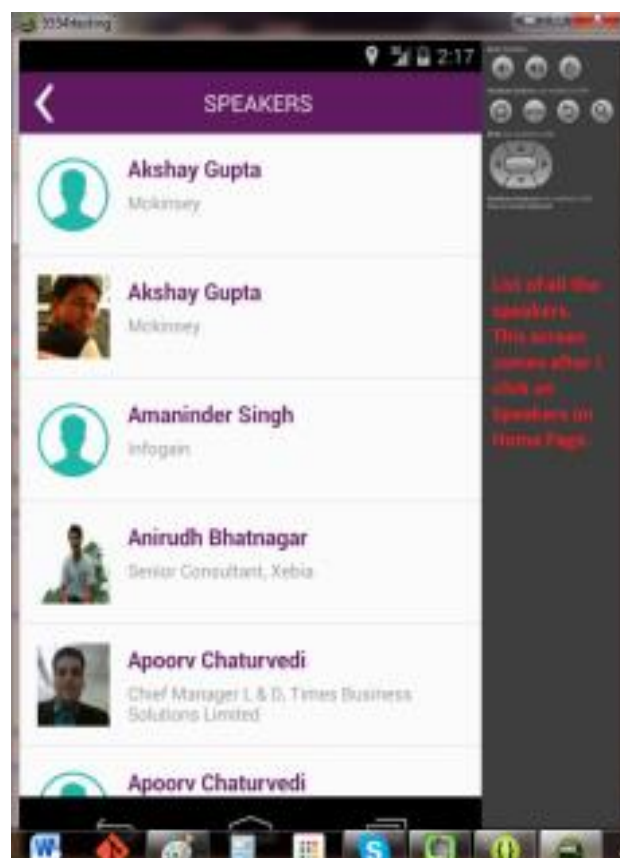 5554:testing
2:17
SPEAKERS
Akshay Gupta
Mckinsey
Akshay Gupta
Mckinsey
Amaninder Singh
Infogain
Anirudh Bhatnagar
Senior Consultant, Xebia
Apoorv Chaturvedi
Chief Manager L & D, Times Business
Solutions Limited
Apoorv Chaturvedi
List of all the
speakers.
This screen
comes after I
click on
Speakers on
Home Page.